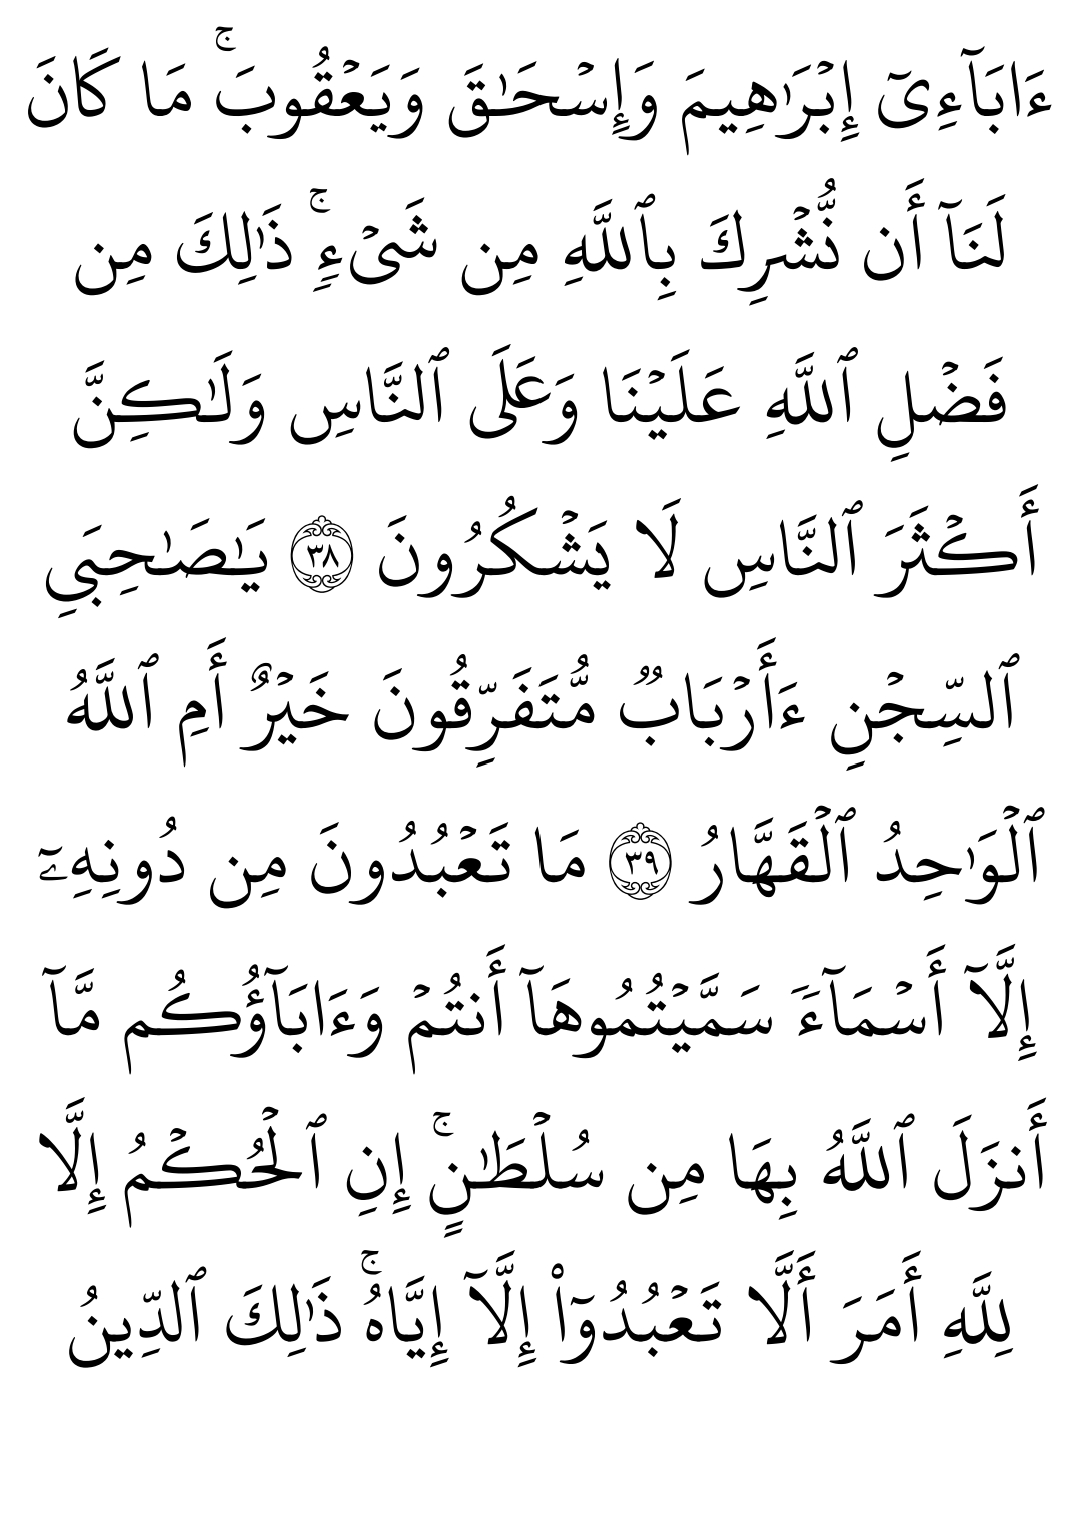 ءَابَآءِىٓ إِبْرَٰهِيمَ وَإِسْحَـٰقَ وَيَعْقُوبَ ۚ مَا كَانَ
لَنَآ أَن نُّشْرِكَ بِٱللَّهِ مِن شَىْءٍۢ ۚ ذَٰلِكَ مِن
فَضْلِ ٱللَّهِ عَلَيْنَا وَعَلَى ٱلنَّاسِ وَلَـٰكِنَّ
أَكْثَرَ ٱلنَّاسِ لَا يَشْكُرُونَ ٣٨ يَـٰصَـٰحِبَىِ
ٱلسِّجْنِ ءَأَرْبَابٌۭ مُّتَفَرِّقُونَ خَيْرٌ أَمِ ٱللَّهُ
ٱلْوَٰحِدُ ٱلْقَهَّارُ ٣٩ مَا تَعْبُدُونَ مِن دُونِهِۦٓ
إِلَّآ أَسْمَآءًۭ سَمَّيْتُمُوهَآ أَنتُمْ وَءَابَآؤُكُم مَّآ
أَنزَلَ ٱللَّهُ بِهَا مِن سُلْطَـٰنٍ ۚ إِنِ ٱلْحُكْمُ إِلَّا
لِلَّهِ أَمَرَ أَلَّا تَعْبُدُوٓا۟ إِلَّآ إِيَّاهُ ۚ ذَٰلِكَ ٱلدِّينُ